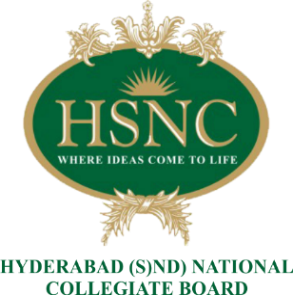 HSNC
WHERE IDEAS COME TO LIFE
HYDERABAD (S)ND) NATIONAL
COLLEGIATE BOARD